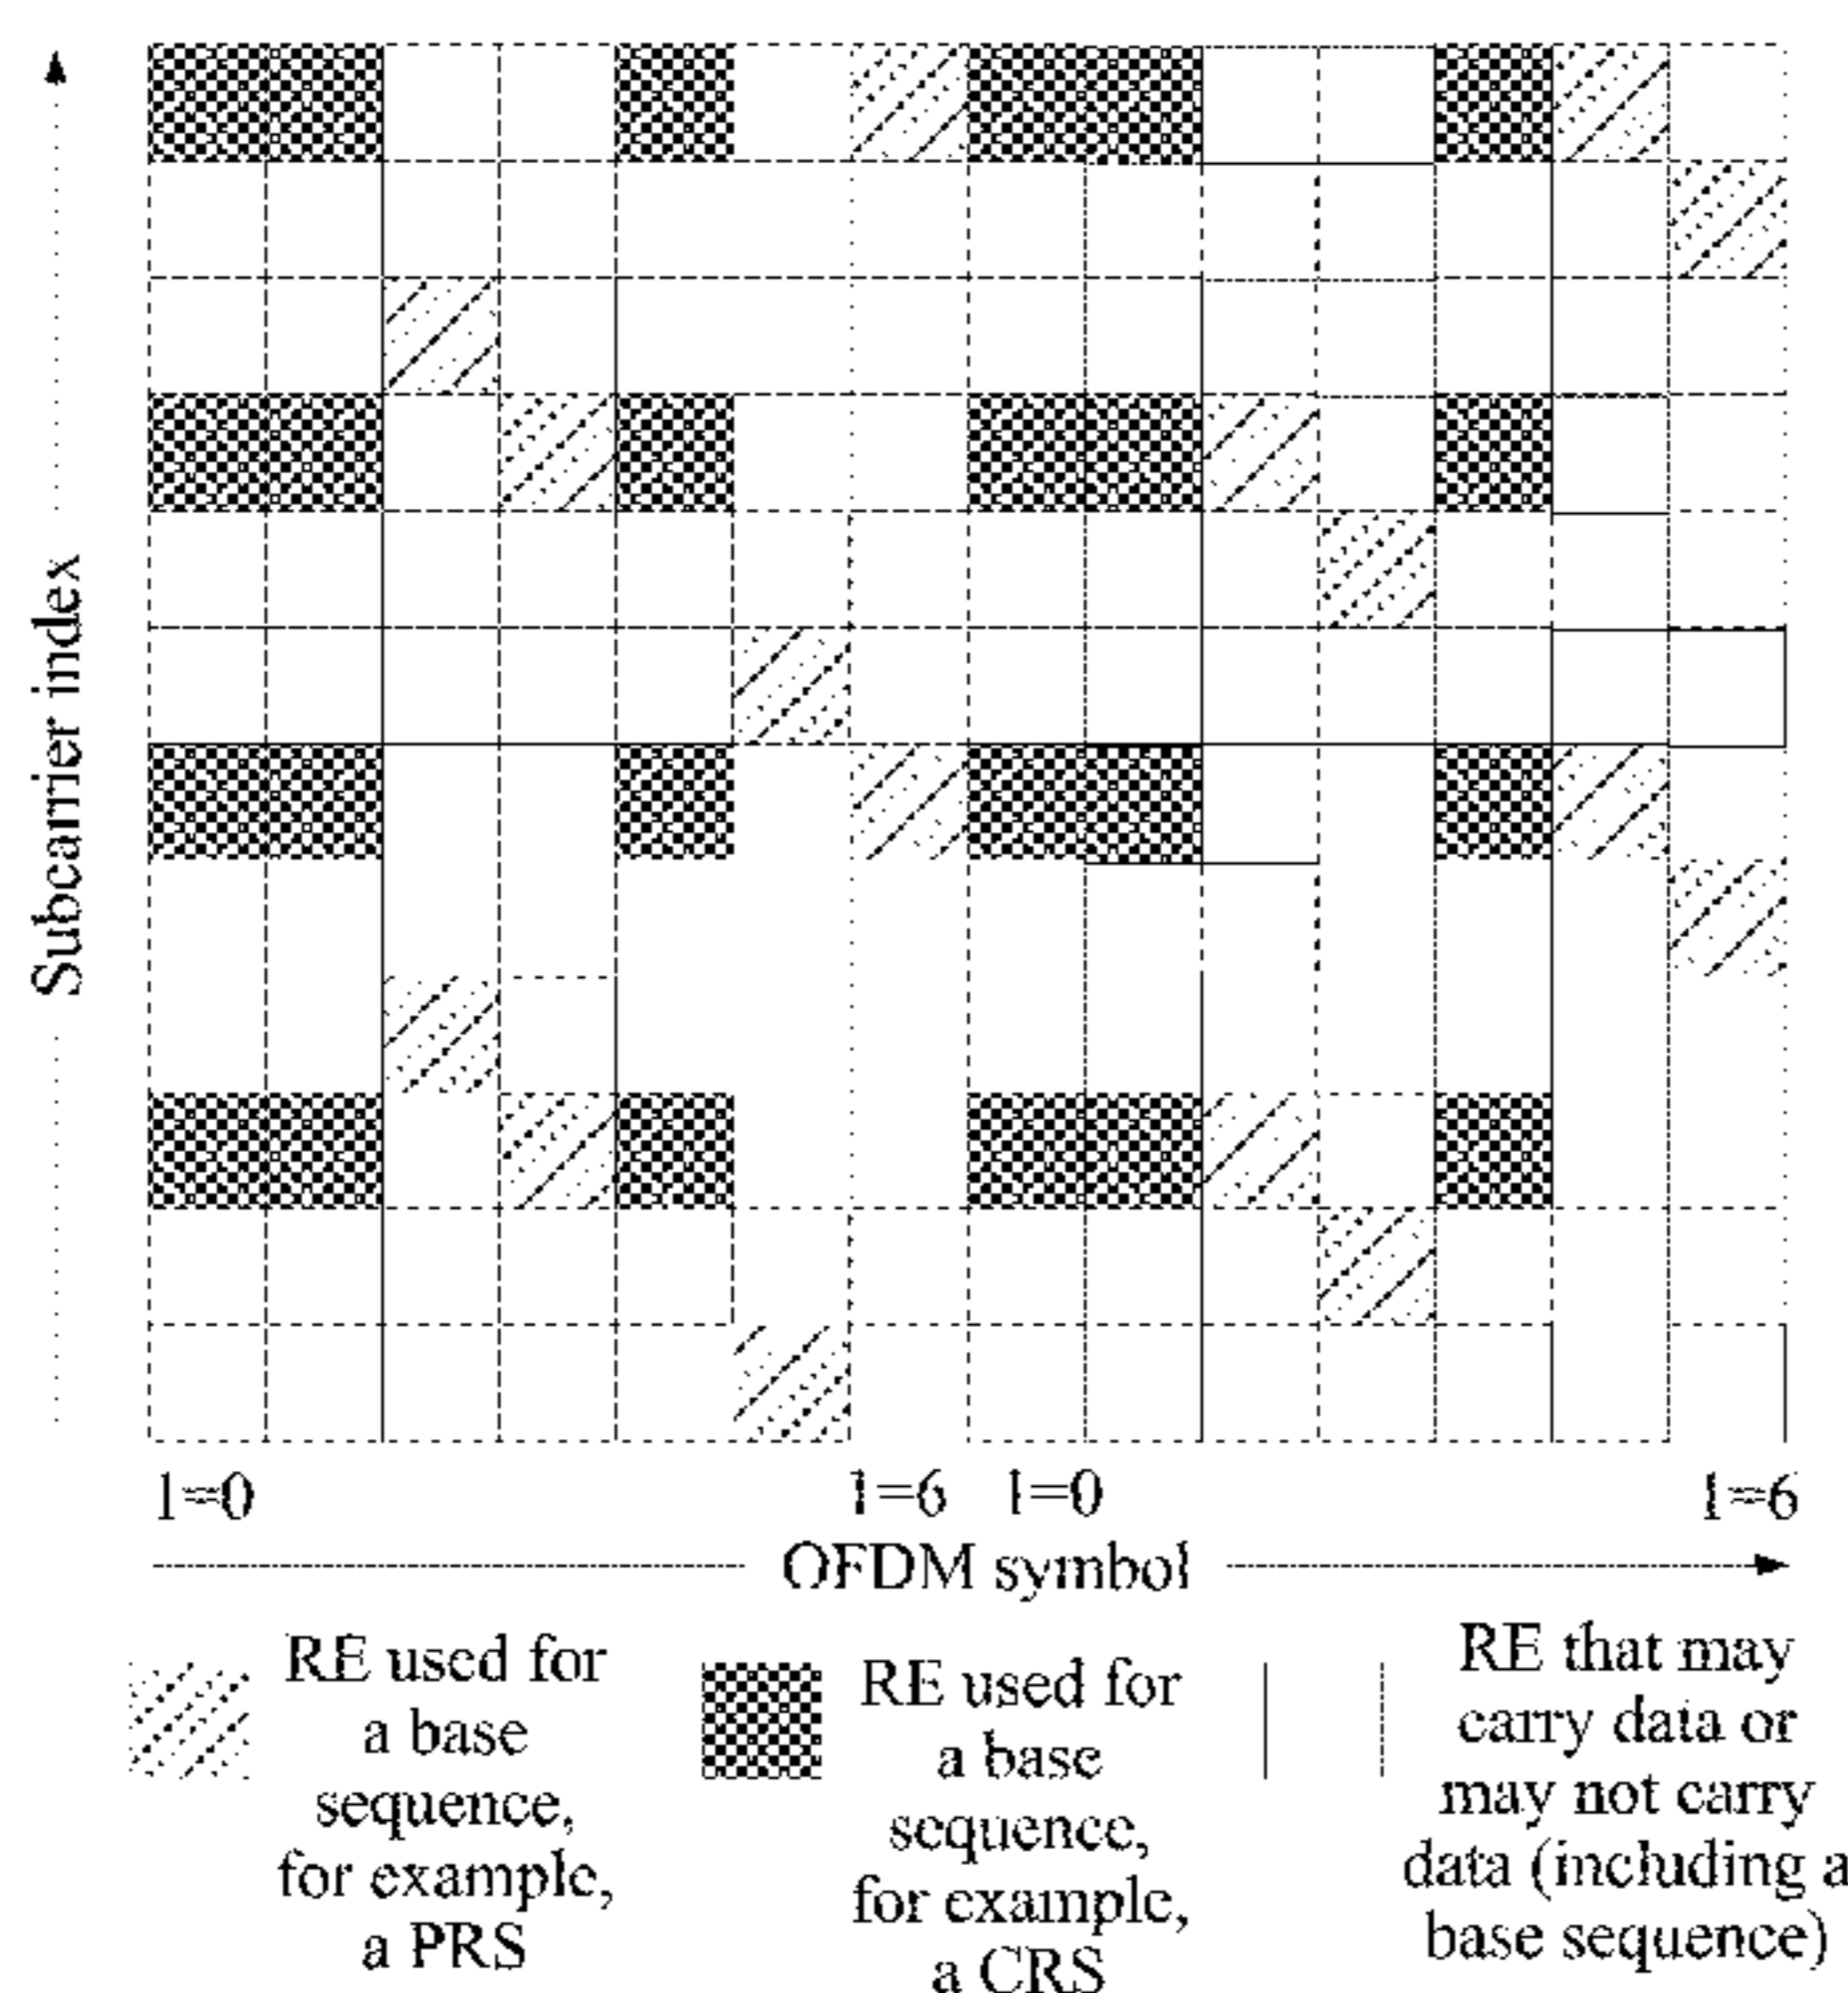 Subcarrier index
l=0
l=6
l=0
l=6
OFDM symbol
RE used for
a base
sequence,
for example,
a PRS
RE used for
a base
sequence,
for example,
a CRS
RE that may
carry data or
may not carry
data (including a
base sequence)